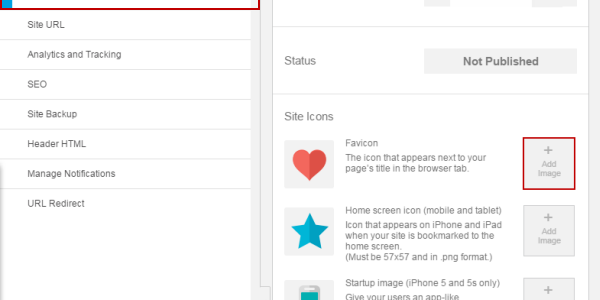 Site URL
Analytics and Tracking
SEO
Site Backup
Header HTML
Manage Notifications
URL Redirect
Status
Not Published
Site Icons
Favicon
The icon that appears next to your
page's title in the browser tab.
+
Add
Image
Home screen icon (mobile and tablet)
Icon that appears on iPhone and iPad
when your site is bookmarked to the
home screen.
(Must be 57x57 and in .png format.)
+
Add
Image
Startup image (iPhone 5 and 5s only)
Give your users an app-like
+